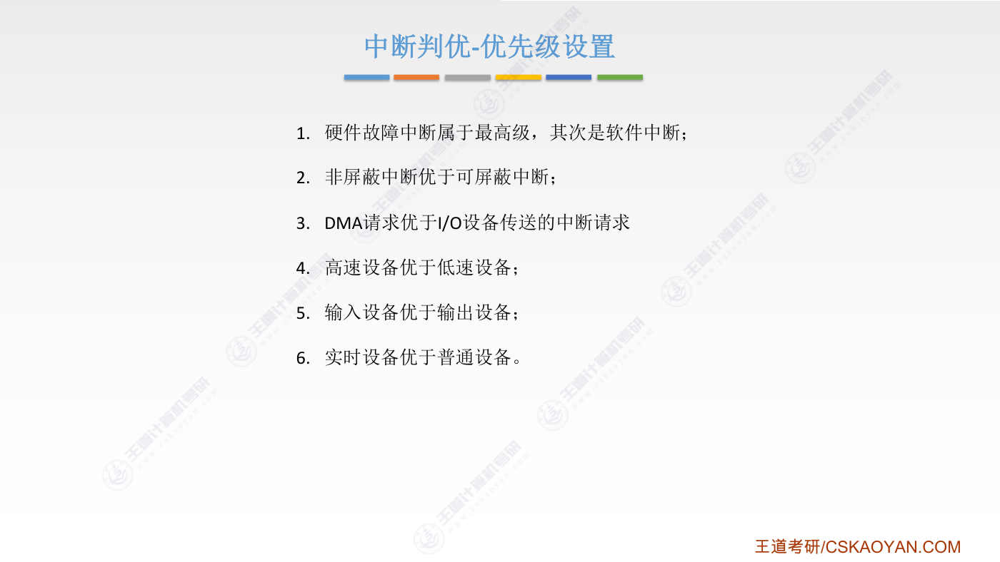 中断判优-优先级设置
1. 硬件故障中断属于最高级，其次是软件中断；
2. 非屏蔽中断优于可屏蔽中断；
3. DMA请求优于I/O设备传送的中断请求
4. 高速设备优于低速设备；
5. 输入设备优于输出设备；
6. 实时设备优于普通设备。
王道考研/CSKAOYAN.COM